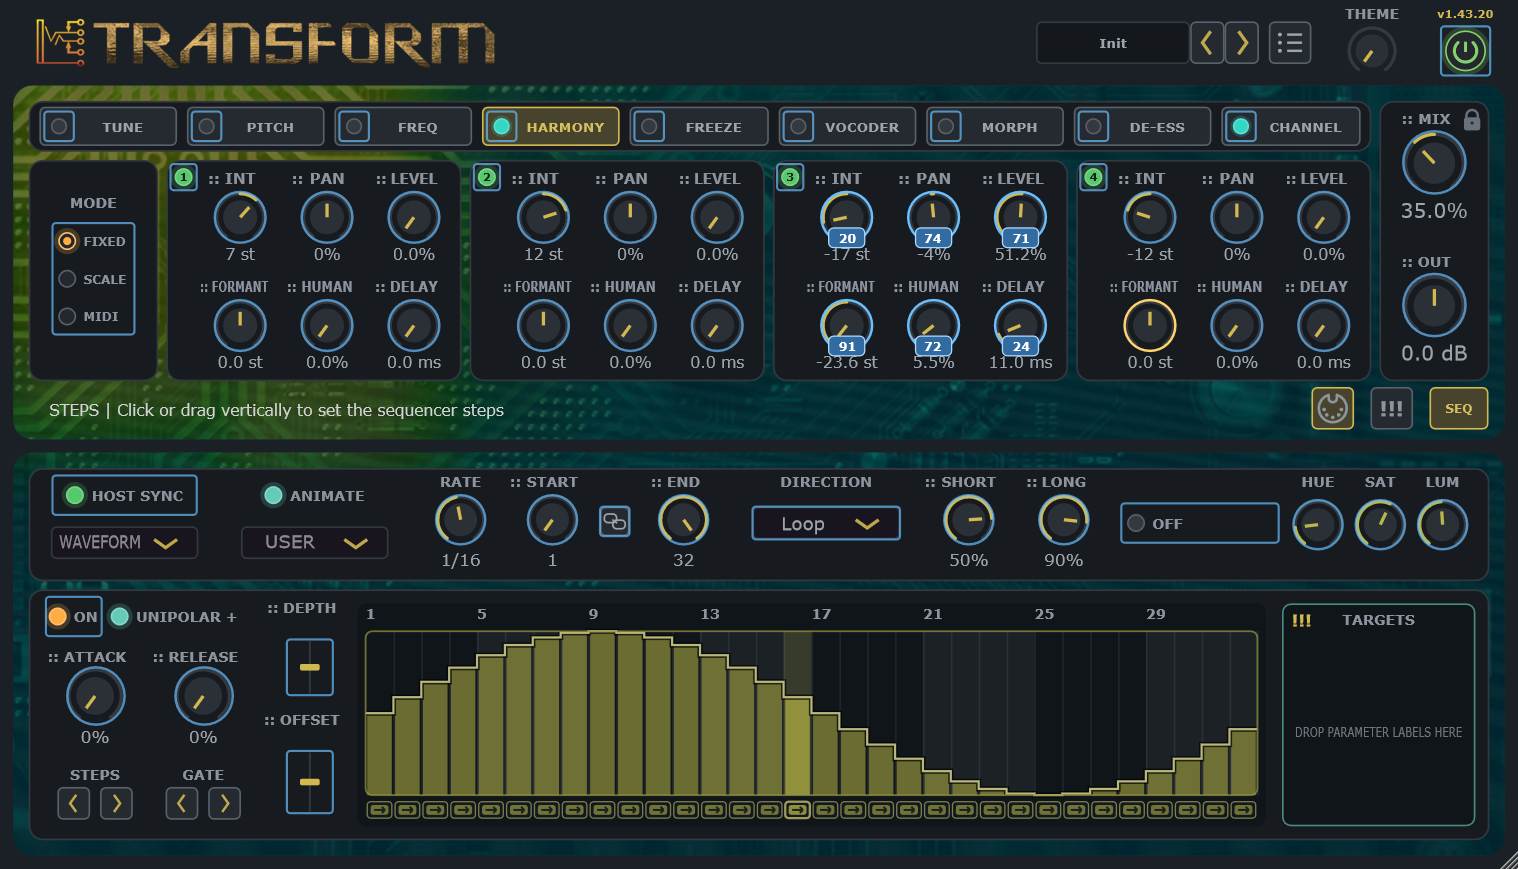 TRANSFORM
Init
THEME
v1.43.20
TUNE
PITCH
FREQ
HARMONY
FREEZE
VOCODER
MORPH
DE-ESS
CHANNEL
:: MIX
35.0%
:: OUT
0.0 dB
MODE
FIXED
SCALE
MIDI
1 :: INT :: PAN :: LEVEL
7 st 0% 0.0%
:: FORMANT :: HUMAN :: DELAY
0.0 st 0.0% 0.0 ms
2 :: INT :: PAN :: LEVEL
12 st 0% 0.0%
:: FORMANT :: HUMAN :: DELAY
0.0 st 0.0% 0.0 ms
3 :: INT :: PAN :: LEVEL
20 74 71
-17 st -4% 51.2%
:: FORMANT :: HUMAN :: DELAY
91 72 24
-23.6 st 5.5% 11.0 ms
4 :: INT :: PAN :: LEVEL
-12 st 0% 0.0%
:: FORMANT :: HUMAN :: DELAY
0.0 st 0.0% 0.0 ms
STEPS | Click or drag vertically to set the sequencer steps
!!!
SEQ
HOST SYNC
ANIMATE
WAVEFORM
USER
RATE
1/16
:: START
1
:: END
32
DIRECTION
Loop
:: SHORT
50%
:: LONG
90%
OFF
HUE
SAT
LUM
ON
UNIPOLAR +
:: DEPTH
:: ATTACK
0%
:: RELEASE
0%
:: OFFSET
STEPS
GATE
1 5 9 13 17 21 25 29
!!! TARGETS
DROP PARAMETER LABELS HERE